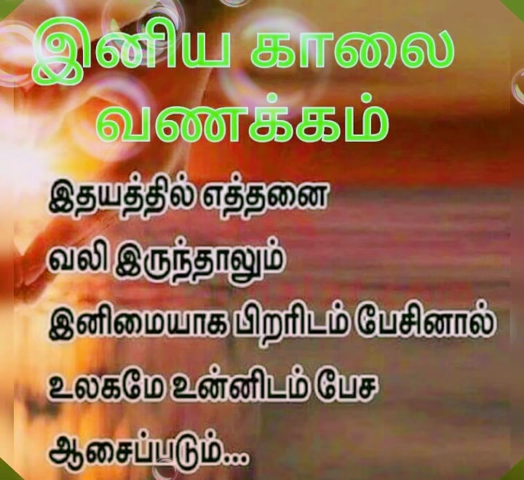 இனிய காலை
வணக்கம்
இதயத்தில் எத்தனை
வலி இருந்தாலும்
இனிமையாக பிறரிடம் பேசினால்
உலகமே உன்னிடம் பேச
ஆசைப்படும்...